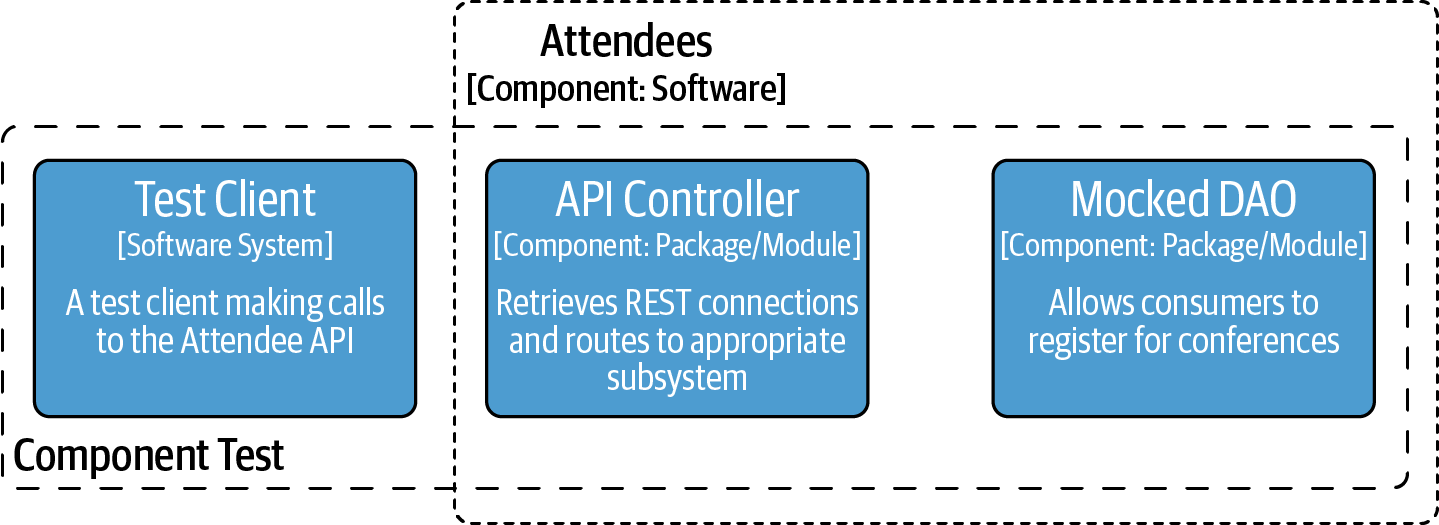 Attendees
[Component: Software]
Test Client
[Software System]
A test client making calls
to the Attendee API
API Controller
[Component: Package/Module]
Retrieves REST connections
and routes to appropriate
subsystem
Mocked DAO
[Component: Package/Module]
Allows consumers to
register for conferences
Component Test